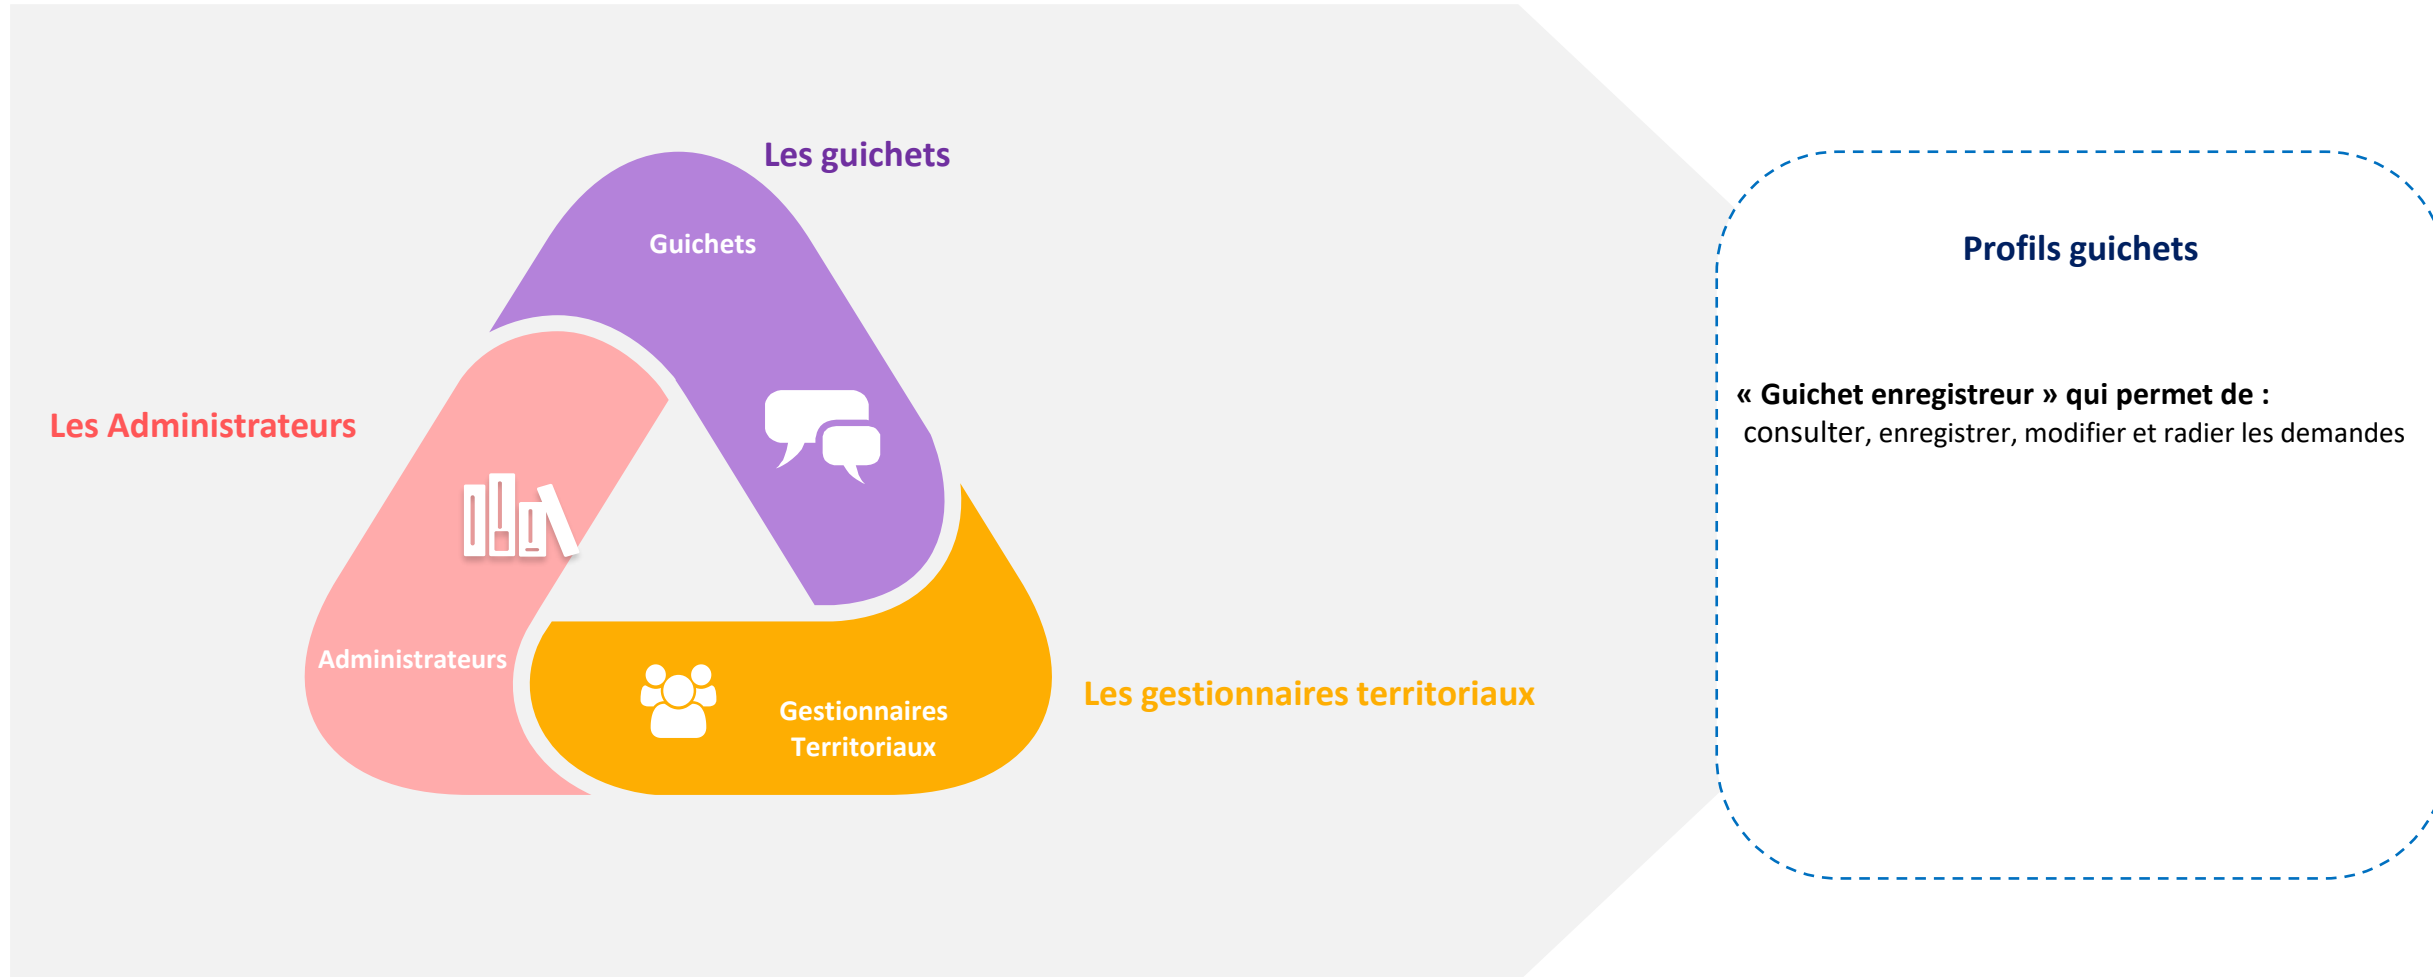 Les guichets
Guichets
Les Administrateurs
Administrateurs
Gestionnaires
Territoriaux
Les gestionnaires territoriaux
Profils guichets
« Guichet enregistreur » qui permet de :
consulter, enregistrer, modifier et radier les demandes